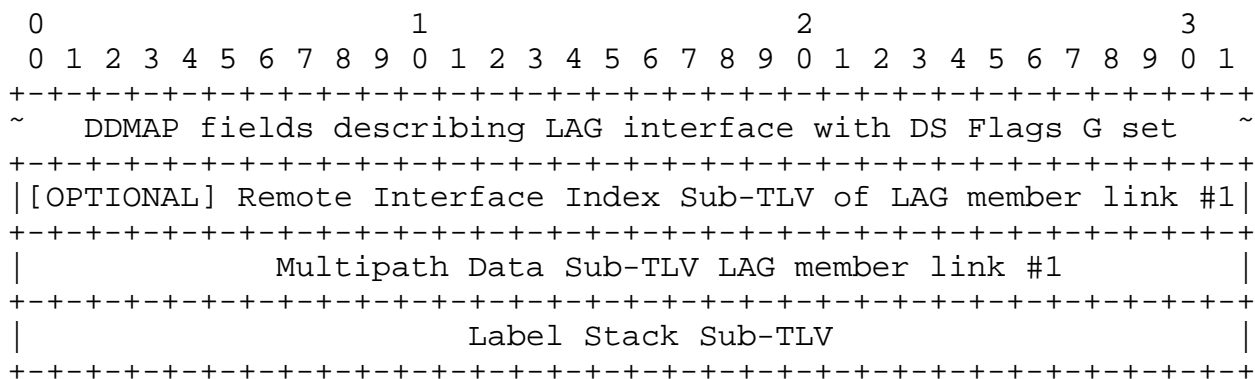 0                   1                   2                   3
 0 1 2 3 4 5 6 7 8 9 0 1 2 3 4 5 6 7 8 9 0 1 2 3 4 5 6 7 8 9 0 1
+-+-+-+-+-+-+-+-+-+-+-+-+-+-+-+-+-+-+-+-+-+-+-+-+-+-+-+-+-+-+-+-+
~   DDMAP fields describing LAG interface with DS Flags G set   ~
+-+-+-+-+-+-+-+-+-+-+-+-+-+-+-+-+-+-+-+-+-+-+-+-+-+-+-+-+-+-+-+-+
|[OPTIONAL] Remote Interface Index Sub-TLV of LAG member link #1|
+-+-+-+-+-+-+-+-+-+-+-+-+-+-+-+-+-+-+-+-+-+-+-+-+-+-+-+-+-+-+-+-+
|             Multipath Data Sub-TLV LAG member link #1         |
+-+-+-+-+-+-+-+-+-+-+-+-+-+-+-+-+-+-+-+-+-+-+-+-+-+-+-+-+-+-+-+-+
|                       Label Stack Sub-TLV                     |
+-+-+-+-+-+-+-+-+-+-+-+-+-+-+-+-+-+-+-+-+-+-+-+-+-+-+-+-+-+-+-+-+